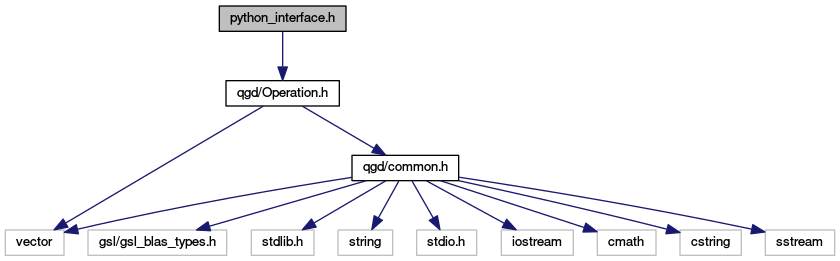 python_interface.h
qgd/Operation.h
qgd/common.h
vector
gsl/gsl_blas_types.h
stdlib.h
string
stdio.h
iostream
cmath
cstring
sstream